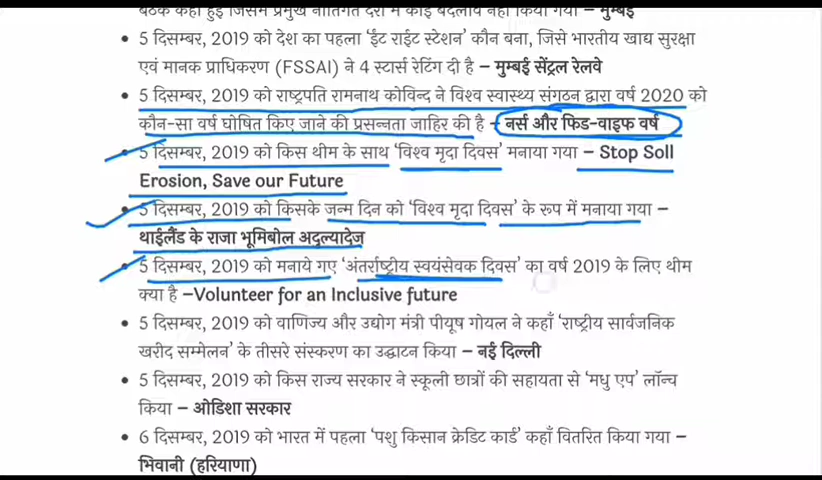 बैठक कहाँ हुई जिसमें प्रमुख नीतिगत दरों में कोई बदलाव नहीं किया गया – मुम्बई
• 5 दिसम्बर, 2019 को देश का पहला ‘ईट राईट स्टेशन’ कौन बना, जिसे भारतीय खाद्य सुरक्षा
एवं मानक प्राधिकरण (FSSAI) ने 4 स्टार्स रेटिंग दी है – मुम्बई सेंट्रल रेलवे
• 5 दिसम्बर, 2019 को राष्ट्रपति रामनाथ कोविन्द ने विश्व स्वास्थ्य संगठन द्वारा वर्ष 2020 को
कौन-सा वर्ष घोषित किए जाने की प्रसन्नता जाहिर की है – नर्स और फिड-वाइफ वर्ष
• 5 दिसम्बर, 2019 को किस थीम के साथ ‘विश्व मृदा दिवस’ मनाया गया – Stop Soll
Erosion, Save our Future
• 5 दिसम्बर, 2019 को किसके जन्म दिन को ‘विश्व मृदा दिवस’ के रूप में मनाया गया –
थाईलैंड के राजा भूमिबोल अदुल्यादेज
• 5 दिसम्बर, 2019 को मनाये गए ‘अंतर्राष्ट्रीय स्वयंसेवक दिवस’ का वर्ष 2019 के लिए थीम
क्या है –Volunteer for an Inclusive future
• 5 दिसम्बर, 2019 को वाणिज्य और उद्योग मंत्री पीयूष गोयल ने कहाँ ‘राष्ट्रीय सार्वजनिक
खरीद सम्मेलन’ के तीसरे संस्करण का उद्घाटन किया – नई दिल्ली
• 5 दिसम्बर, 2019 को किस राज्य सरकार ने स्कूली छात्रों की सहायता से ‘मधु एप’ लॉन्च
किया – ओडिशा सरकार
• 6 दिसम्बर, 2019 को भारत में पहला ‘पशु किसान क्रेडिट कार्ड’ कहाँ वितरित किया गया –
भिवानी (हरियाणा)